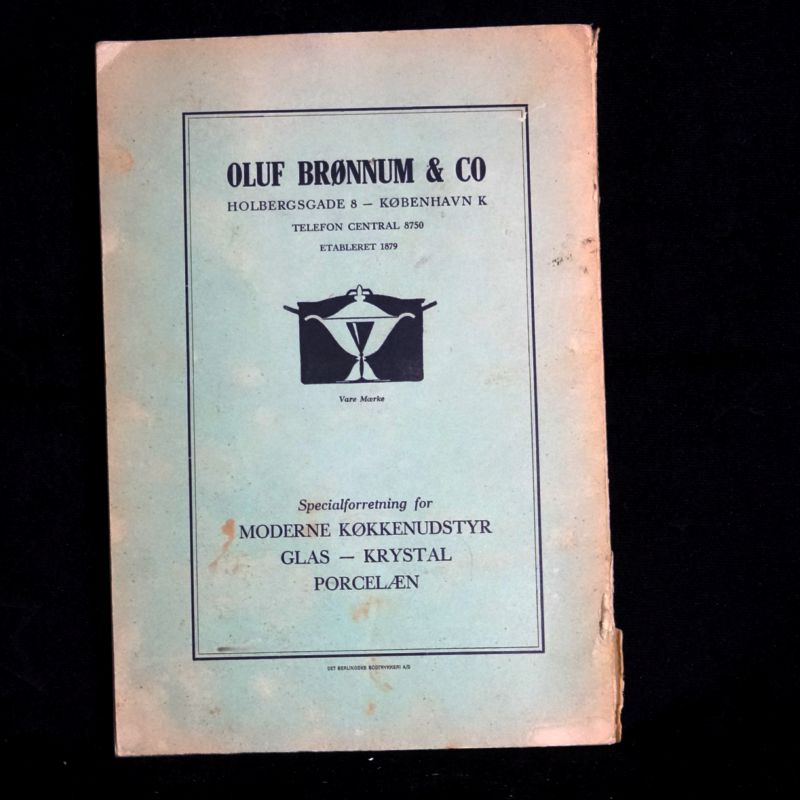 OLUF BRØNNUM & CO
HOLBERGSGADE 8 — KØBENHAVN K
TELEFON CENTRAL 8750
ETABLERET 1879
Vare Mærke
Specialforretning for
MODERNE KØKKENUDSTYR
GLAS — KRYSTAL
PORCELÆN
DET BERLINGSKE BOGTRYKKERI A/S